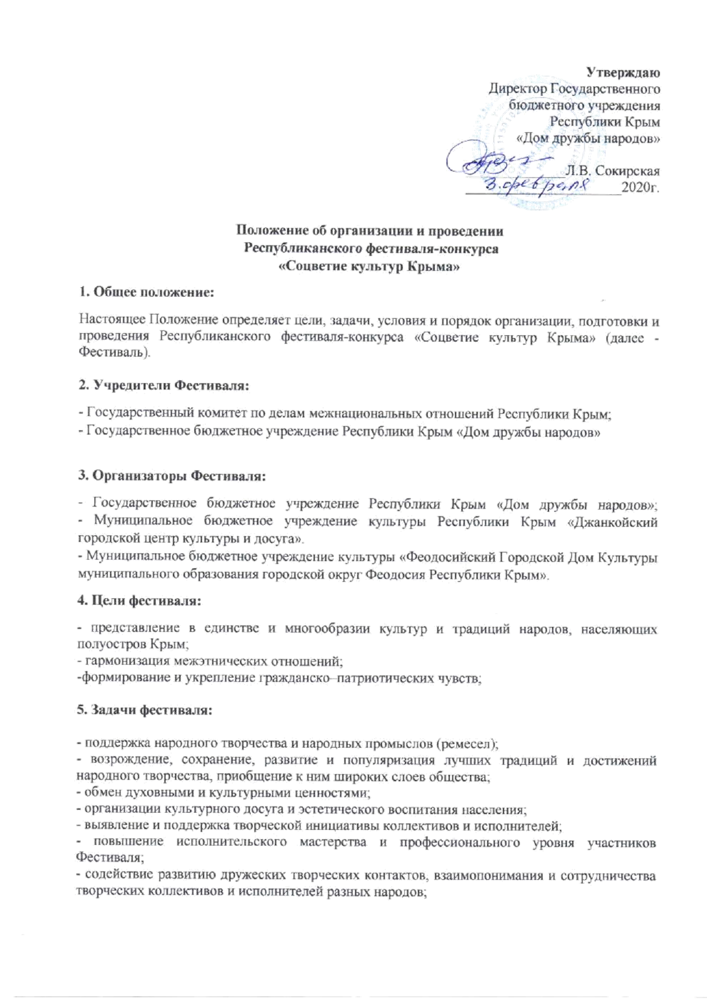 Утверждаю
Директор Государственного
бюджетного учреждения
Республики Крым
«Дом дружбы народов»
Л.В. Сокирская
3. февраля 2020г.
Положение об организации и проведении
Республиканского фестиваля-конкурса
«Соцветие культур Крыма»
1. Общее положение:
Настоящее Положение определяет цели, задачи, условия и порядок организации, подготовки и
проведения Республиканского фестиваля-конкурса «Соцветие культур Крыма» (далее -
Фестиваль).
2. Учредители Фестиваля:
- Государственный комитет по делам межнациональных отношений Республики Крым;
- Государственное бюджетное учреждение Республики Крым «Дом дружбы народов»
3. Организаторы Фестиваля:
- Государственное бюджетное учреждение Республики Крым «Дом дружбы народов»;
- Муниципальное бюджетное учреждение культуры Республики Крым «Джанкойский
городской центр культуры и досуга».
- Муниципальное бюджетное учреждение культуры «Феодосийский Городской Дом Культуры
муниципального образования городской округ Феодосия Республики Крым».
4. Цели фестиваля:
- представление в единстве и многообразии культур и традиций народов, населяющих
полуостров Крым;
- гармонизация межэтнических отношений;
-формирование и укрепление гражданско–патриотических чувств;
5. Задачи фестиваля:
- поддержка народного творчества и народных промыслов (ремесел);
- возрождение, сохранение, развитие и популяризация лучших традиций и достижений
народного творчества, приобщение к ним широких слоев общества;
- обмен духовными и культурными ценностями;
- организации культурного досуга и эстетического воспитания населения;
- выявление и поддержка творческой инициативы коллективов и исполнителей;
- повышение исполнительского мастерства и профессионального уровня участников
Фестиваля;
- содействие развитию дружеских творческих контактов, взаимопонимания и сотрудничества
творческих коллективов и исполнителей разных народов;